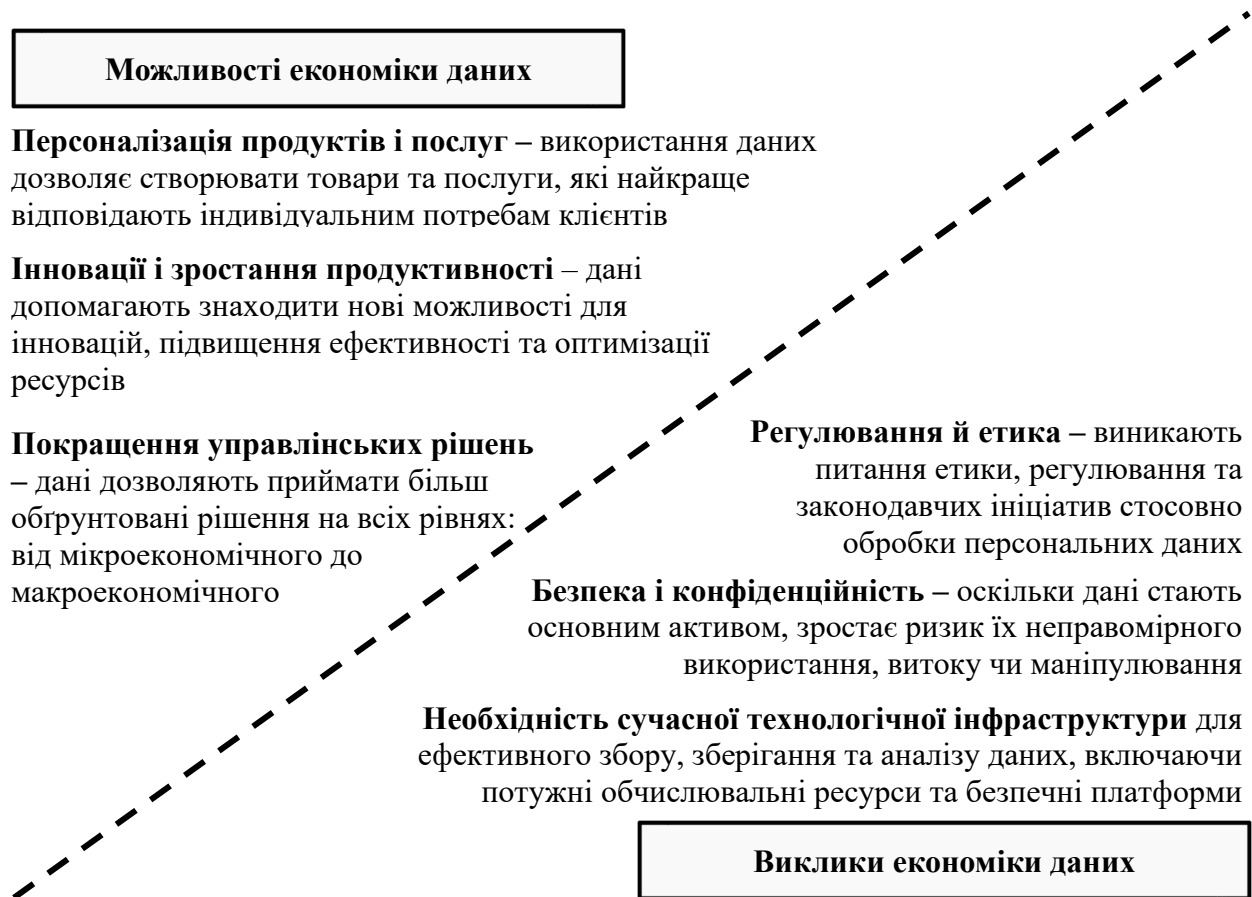 Можливості економіки даних
Персоналізація продуктів і послуг – використання даних
дозволяє створювати товари та послуги, які найкраще
відповідають індивідуальним потребам клієнтів
Інновації і зростання продуктивності – дані
допомагають знаходити нові можливості для
інновацій, підвищення ефективності та оптимізації
ресурсів
Покращення управлінських рішень
– дані дозволяють приймати більш
обґрунтовані рішення на всіх рівнях:
від мікроекономічного до
макроекономічного
Регулювання й етика – виникають
питання етики, регулювання та
законодавчих ініціатив стосовно
обробки персональних даних
Безпека і конфіденційність – оскільки дані стають
основним активом, зростає ризик їх неправомірного
використання, витоку чи маніпулювання
Необхідність сучасної технологічної інфраструктури для
ефективного збору, зберігання та аналізу даних, включаючи
потужні обчислювальні ресурси та безпечні платформи
Виклики економіки даних